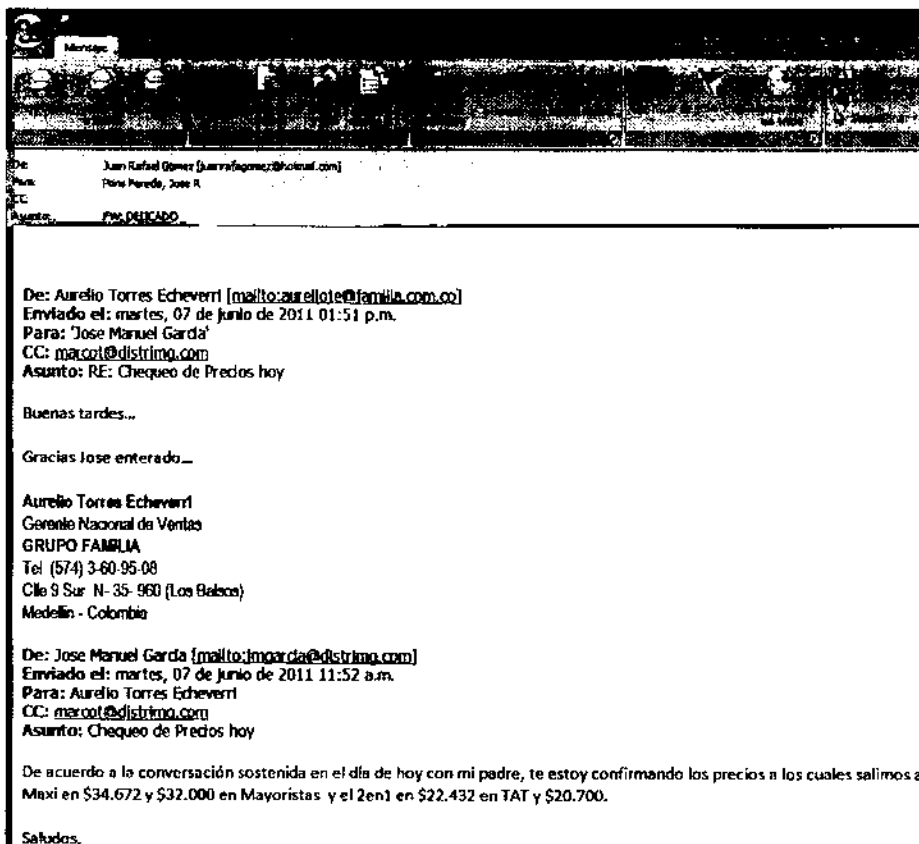 Mensaje
De: Juan Rafael Gomez [juanrafagomez@hotmail.com]
Para: Pons Pereda, Jose R
CC:
Asunto: FW: DELICADO
De: Aurelio Torres Echeverri [mailto:aureliote@familia.com.co]
Enviado el: martes, 07 de junio de 2011 01:51 p.m.
Para: 'Jose Manuel Garcia'
CC: marcot@distrimg.com
Asunto: RE: Chequeo de Precios hoy
Buenas tardes...
Gracias Jose enterado...
Aurelio Torres Echeverri
Gerente Nacional de Ventas
GRUPO FAMILIA
Tel (574) 3-60-95-08
Clle 9 Sur N- 35- 960 (Los Balsos)
Medellin - Colombia
De: Jose Manuel Garcia [mailto:jmgarcia@distrimg.com]
Enviado el: martes, 07 de junio de 2011 11:52 a.m.
Para: Aurelio Torres Echeverri
CC: marcot@distrimg.com
Asunto: Chequeo de Precios hoy
De acuerdo a la conversación sostenida en el día de hoy con mi padre, te estoy confirmando los precios a los cuales salimos a
Maxi en $34.672 y $32.000 en Mayoristas y el 2en1 en $22.432 en TAT y $20.700.
Saludos,